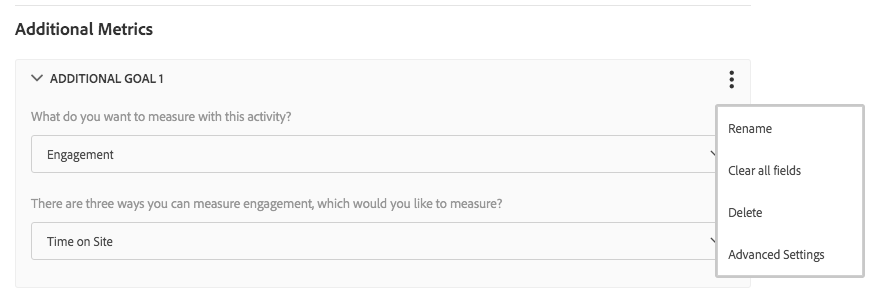 Additional Metrics
ADDITIONAL GOAL 1
What do you want to measure with this activity?
Engagement
There are three ways you can measure engagement, which would you like to measure?
Time on Site
Rename
Clear all fields
Delete
Advanced Settings